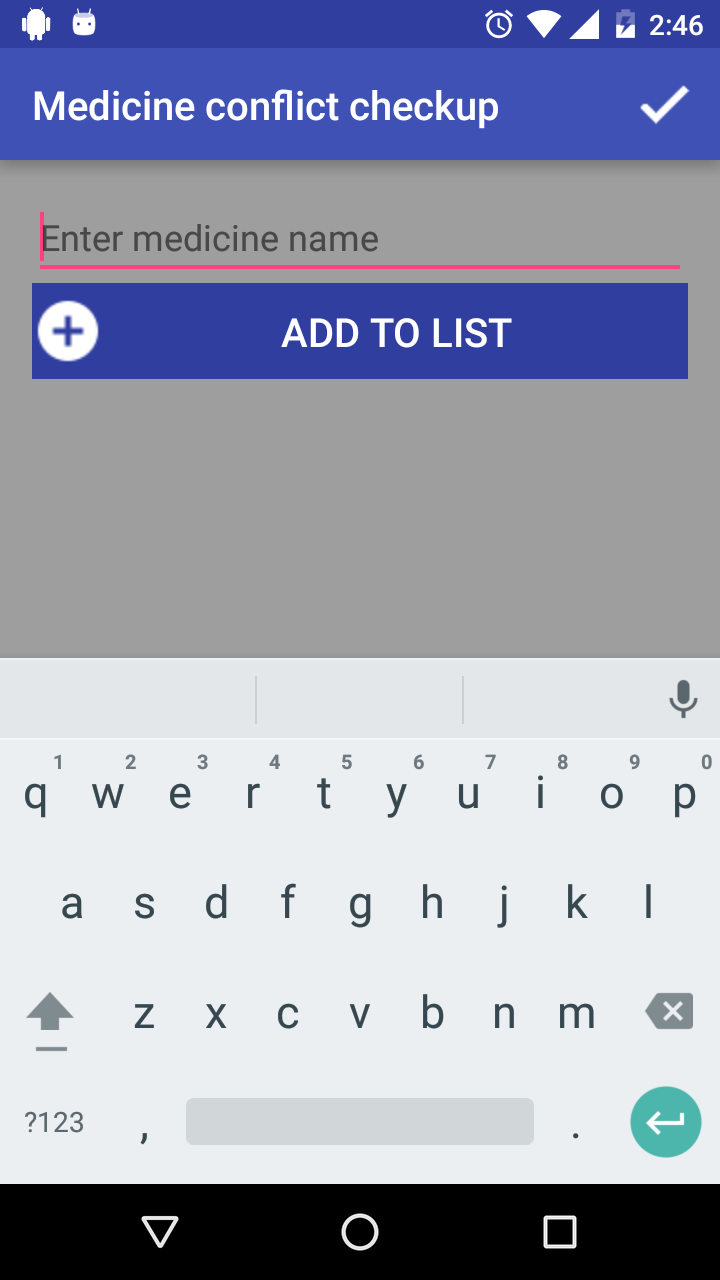 2:46
Medicine conflict checkup
Enter medicine name
ADD TO LIST
1 2 3 4 5 6 7 8 9 0
q w e r t y u i o p
a s d f g h j k l
z x c v b n m
?123 , .